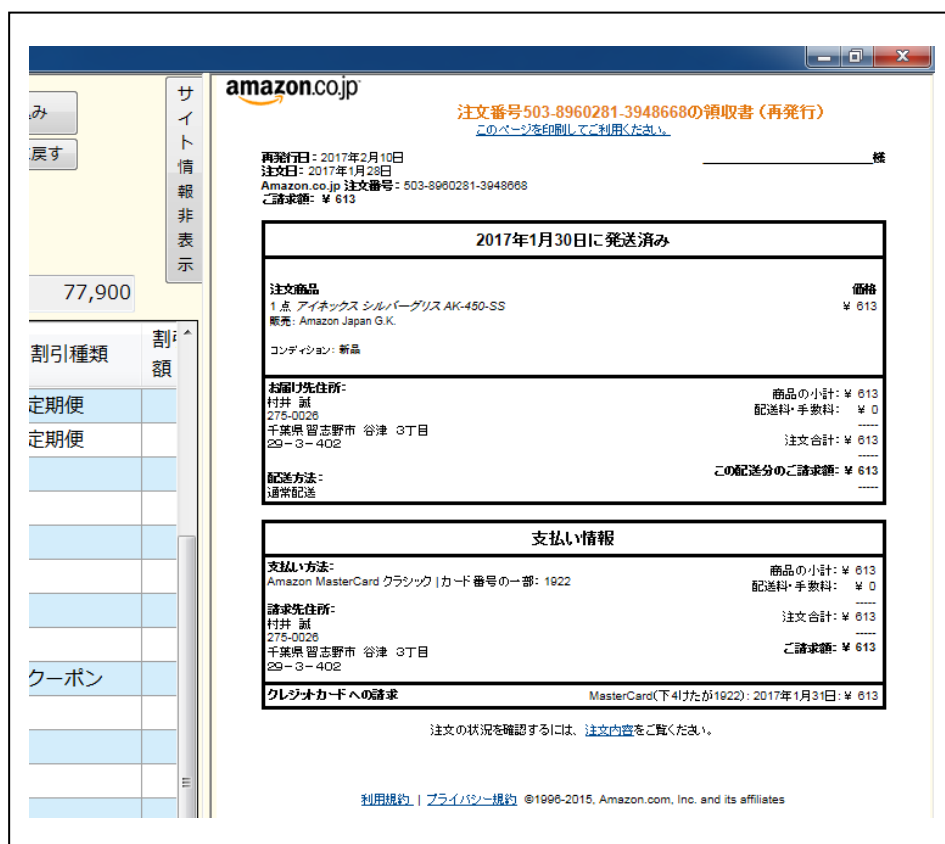 み
戻す
サイト情報非表示
77,900
割引種類
額
定期便
定期便
クーポン
amazon.co.jp
注文番号503-8960281-3948668の領収書（再発行）
このページを印刷してご利用ください。
再発行日：2017年2月10日
様
注文日：2017年1月28日
Amazon.co.jp 注文番号：503-8960281-3948668
ご請求額：¥ 613
2017年1月30日に発送済み
注文商品 価格
1 点 アイネックス シルバーグリス AK-450-SS ¥ 613
販売: Amazon Japan G.K.
コンディション: 新品
お届け先住所：
村井 誠
275-0026
千葉県 習志野市 谷津 3丁目
29-3-402
配送方法：
通常配送
商品の小計：¥ 613
配送料・手数料： ¥ 0
-----
注文合計：¥ 613
-----
この配送分のご請求額：¥ 613
-----
支払い情報
支払い方法：
Amazon MasterCard クラシック | カード番号の一部：1922
請求先住所：
村井 誠
275-0026
千葉県 習志野市 谷津 3丁目
29-3-402
商品の小計：¥ 613
配送料・手数料： ¥ 0
-----
注文合計：¥ 613
-----
ご請求額：¥ 613
クレジットカードへの請求 MasterCard(下4けたが1922)：2017年1月31日：¥ 613
注文の状況を確認するには、注文内容をご覧ください。
利用規約 | プライバシー規約 ©1996-2015, Amazon.com, Inc. and its affiliates